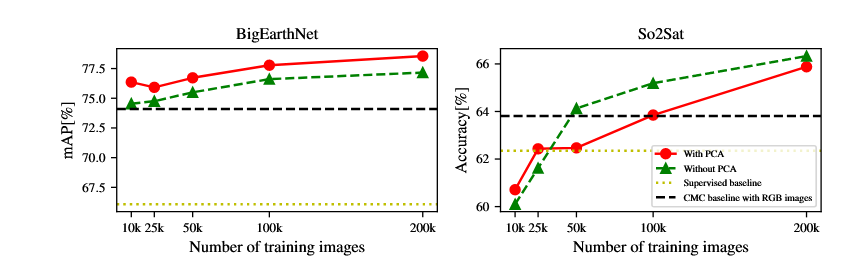 BigEarthNet
So2Sat
77.5
75.0
72.5
70.0
67.5
mAP[%]
10k 25k 50k 100k 200k
Number of training images
66
64
62
60
Accuracy[%]
10k 25k 50k 100k 200k
Number of training images
With PCA
Without PCA
Supervised baseline
CMC baseline with RGB images